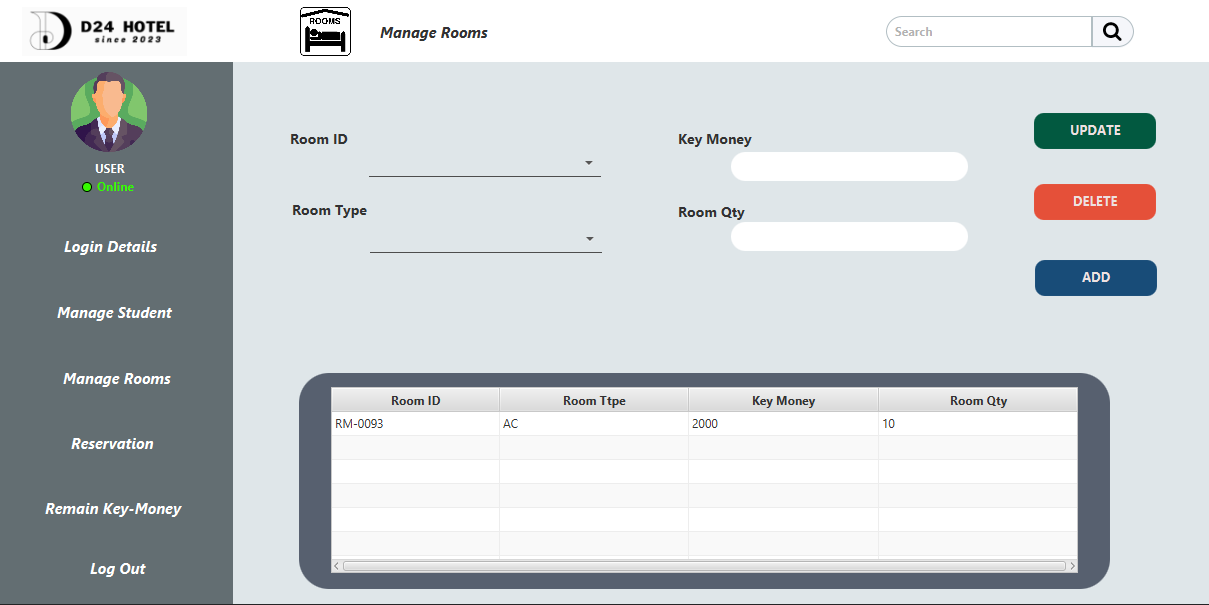 D24 HOTEL
since 2023
ROOMS
Manage Rooms
Search
USER
Online
Login Details
Manage Student
Manage Rooms
Reservation
Remain Key-Money
Log Out
Room ID
Key Money
UPDATE
Room Type
Room Qty
DELETE
ADD
Room ID Room Ttpe Key Money Room Qty
RM-0093 AC 2000 10